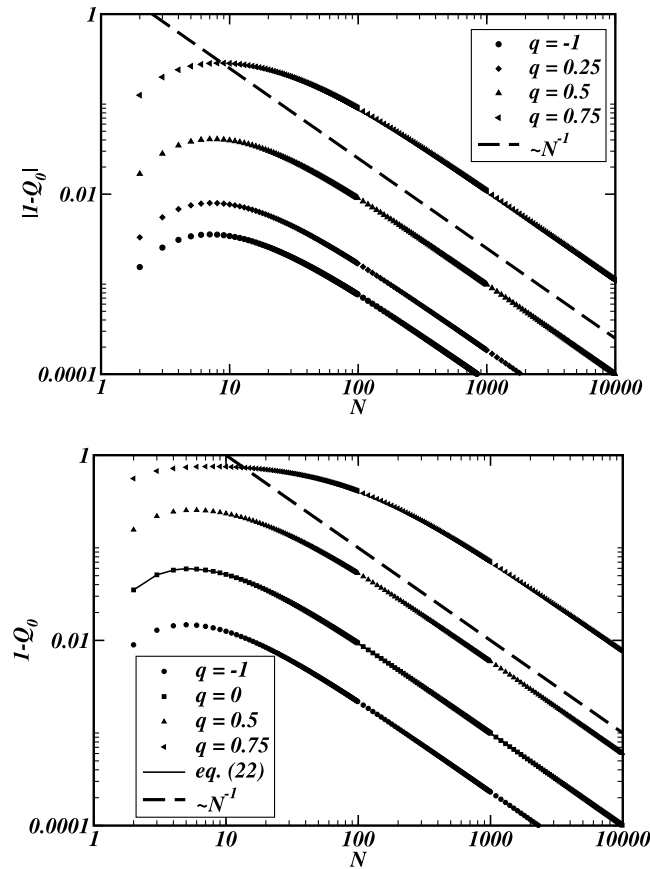 1
q = -1
q = 0.25
q = 0.5
q = 0.75
~N^-1
|1-Q_0|
0.01
0.0001
1 10 100 1000 10000
N
1
1-Q_0
0.01
q = -1
q = 0
q = 0.5
q = 0.75
eq. (22)
~N^-1
0.0001
1 10 100 1000 10000
N